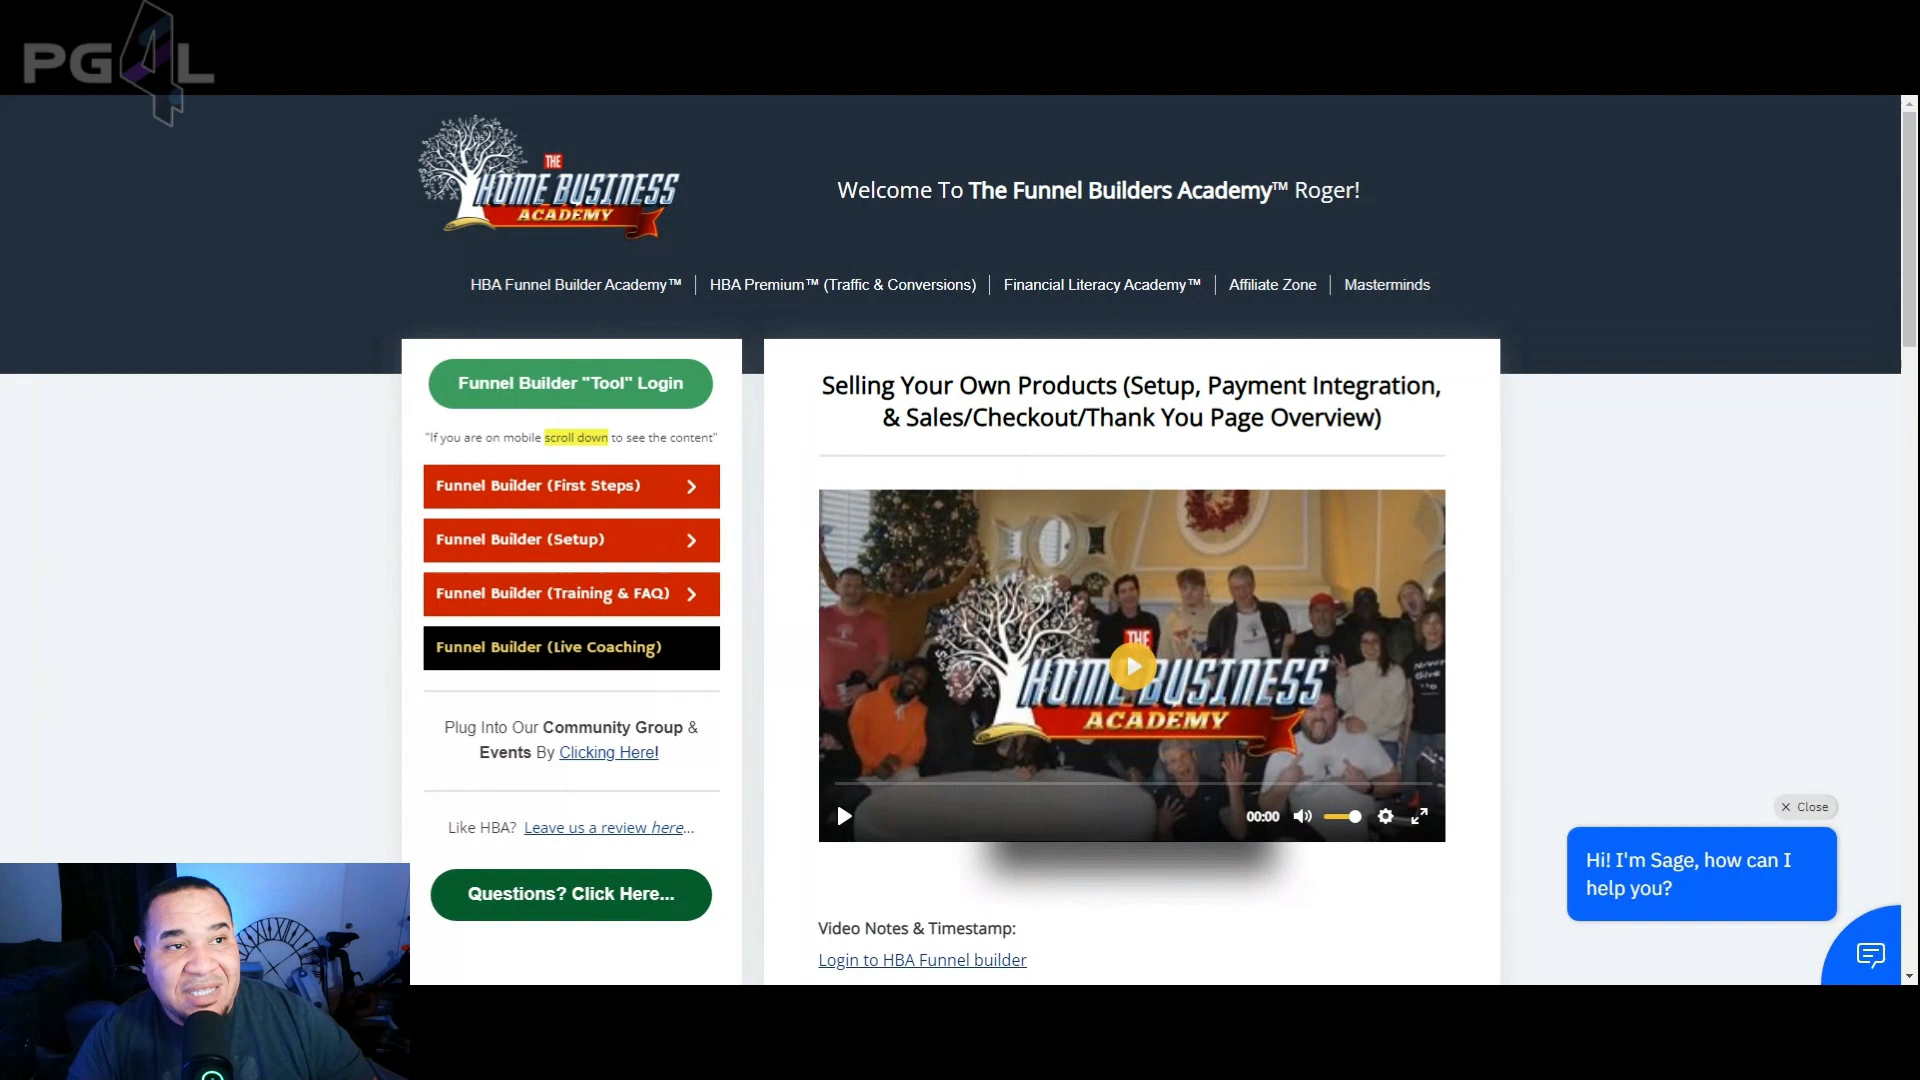 PG4L
THE
HOME BUSINESS
ACADEMY
Welcome To The Funnel Builders Academy™ Roger!
HBA Funnel Builder Academy™
HBA Premium™ (Traffic & Conversions)
Financial Literacy Academy™
Affiliate Zone
Masterminds
Funnel Builder "Tool" Login
"If you are on mobile scroll down to see the content"
Funnel Builder (First Steps)
Funnel Builder (Setup)
Funnel Builder (Training & FAQ)
Funnel Builder (Live Coaching)
Plug Into Our Community Group &
Events By Clicking Here!
Like HBA? Leave us a review here...
Questions? Click Here...
Selling Your Own Products (Setup, Payment Integration,
& Sales/Checkout/Thank You Page Overview)
THE
HOME BUSINESS
ACADEMY
00:00
Video Notes & Timestamp:
Login to HBA Funnel builder
Close
Hi! I'm Sage, how can I
help you?